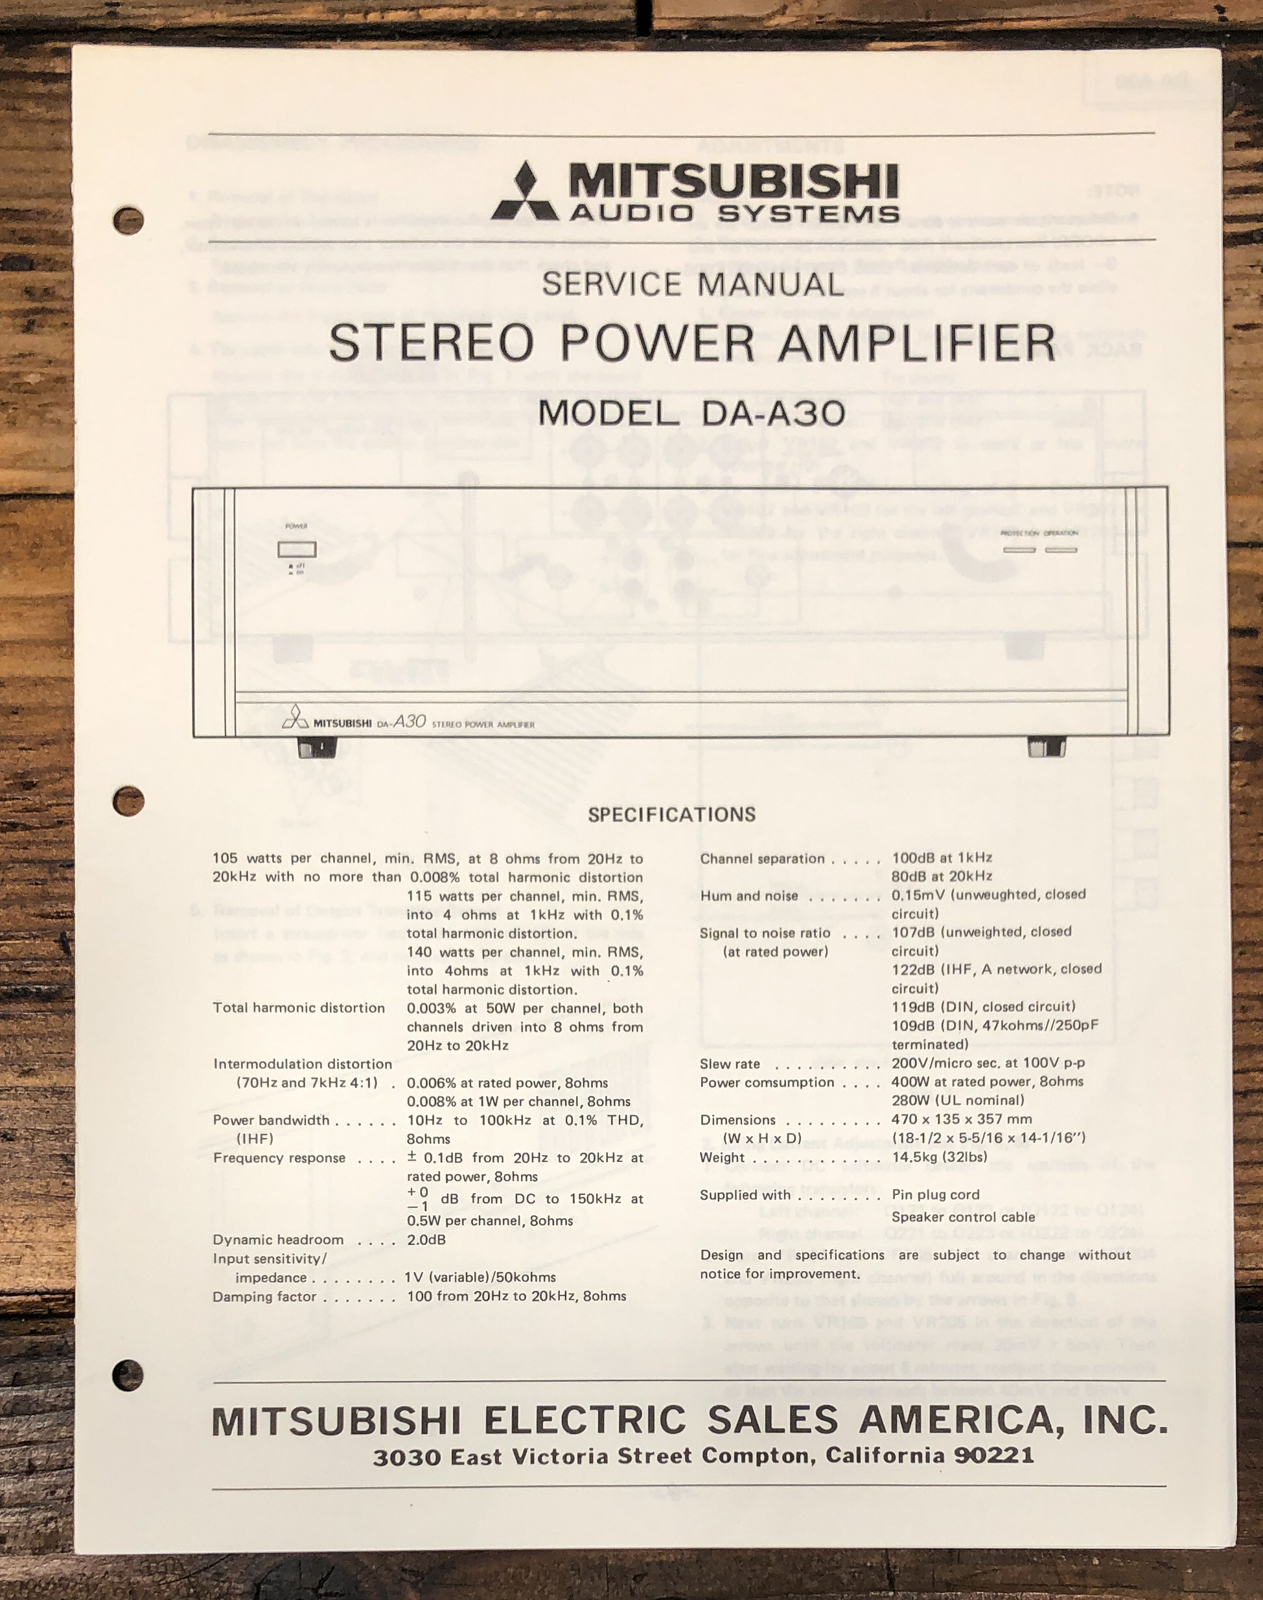 MITSUBISHI
AUDIO SYSTEMS
SERVICE MANUAL
STEREO POWER AMPLIFIER
MODEL DA-A30
POWER
off
on
PROTECTION OPERATION
MITSUBISHI DA-A30 STEREO POWER AMPLIFIER
SPECIFICATIONS
105 watts per channel, min. RMS, at 8 ohms from 20Hz to
20kHz with no more than 0.008% total harmonic distortion
115 watts per channel, min. RMS,
into 4 ohms at 1kHz with 0.1%
total harmonic distortion.
140 watts per channel, min. RMS,
into 4ohms at 1kHz with 0.1%
total harmonic distortion.
Total harmonic distortion 0.003% at 50W per channel, both
channels driven into 8 ohms from
20Hz to 20kHz
Intermodulation distortion
(70Hz and 7kHz 4:1) . 0.006% at rated power, 8ohms
0.008% at 1W per channel, 8ohms
Power bandwidth . . . . . . 10Hz to 100kHz at 0.1% THD,
(IHF) 8ohms
Frequency response . . . . ± 0.1dB from 20Hz to 20kHz at
rated power, 8ohms
+0
−1 dB from DC to 150kHz at
0.5W per channel, 8ohms
Dynamic headroom . . . . 2.0dB
Input sensitivity/
impedance . . . . . . . . 1V (variable)/50kohms
Damping factor . . . . . . . 100 from 20Hz to 20kHz, 8ohms
Channel separation . . . . . 100dB at 1kHz
80dB at 20kHz
Hum and noise . . . . . . . 0.15mV (unweughted, closed
circuit)
Signal to noise ratio . . . . 107dB (unweighted, closed
(at rated power) circuit)
122dB (IHF, A network, closed
circuit)
119dB (DIN, closed circuit)
109dB (DIN, 47kohms//250pF
terminated)
Slew rate . . . . . . . . . . 200V/micro sec. at 100V p-p
Power comsumption . . . . 400W at rated power, 8ohms
280W (UL nominal)
Dimensions . . . . . . . . . 470 x 135 x 357 mm
(W x H x D) (18-1/2 x 5-5/16 x 14-1/16")
Weight . . . . . . . . . . . . 14.5kg (32lbs)
Supplied with . . . . . . . . Pin plug cord
Speaker control cable
Design and specifications are subject to change without
notice for improvement.
MITSUBISHI ELECTRIC SALES AMERICA, INC.
3030 East Victoria Street Compton, California 90221